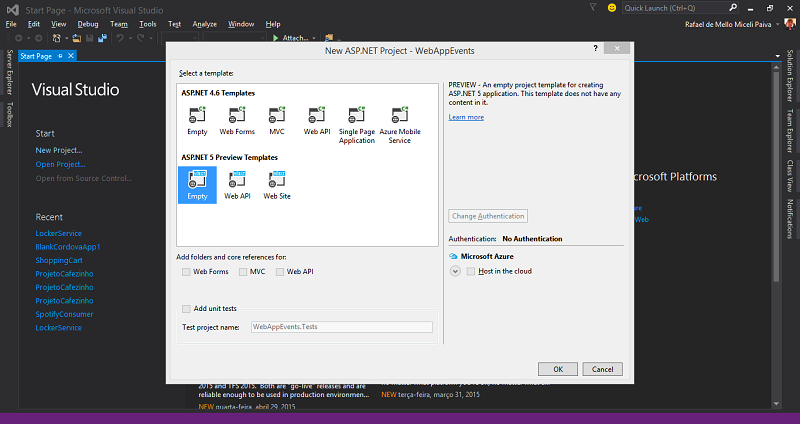 Start Page - Microsoft Visual Studio
Quick Launch (Ctrl+Q)
File Edit View Debug Team Tools Test Analyze Window Help
Rafael de Mello Miceli Paiva
Attach...
Start Page
Server Explorer
Toolbox
Solution Explorer
Team Explorer
Class View
Notifications
Visual Studio
Start
New Project...
Open Project...
Open from Source Control...
Recent
LockerService
BlankCordovaApp1
ShoppingCart
ProjetoCafezinho
ProjetoCafezinho
ProjetoCafezinho
SpotifyConsumer
LockerService
New ASP.NET Project - WebAppEvents
?
Select a template:
ASP.NET 4.6 Templates
Empty
Web Forms
MVC
Web API
Single Page Application
Azure Mobile Service
ASP.NET 5 Preview Templates
Empty
Web API
Web Site
Add folders and core references for:
Web Forms MVC Web API
Add unit tests
Test project name: WebAppEvents.Tests
PREVIEW - An empty project template for creating
ASP.NET 5 application. This template does not have any
content in it.
Learn more
Change Authentication
Authentication: No Authentication
Microsoft Azure
Host in the cloud
OK Cancel
crosoft Platforms
Web
2015 and TFS 2015. Both are "go-live" releases and are
reliable enough to be used in production environmen...
NEW quarta-feira, abril 29, 2015
NEW terça-feira, março 31, 2015